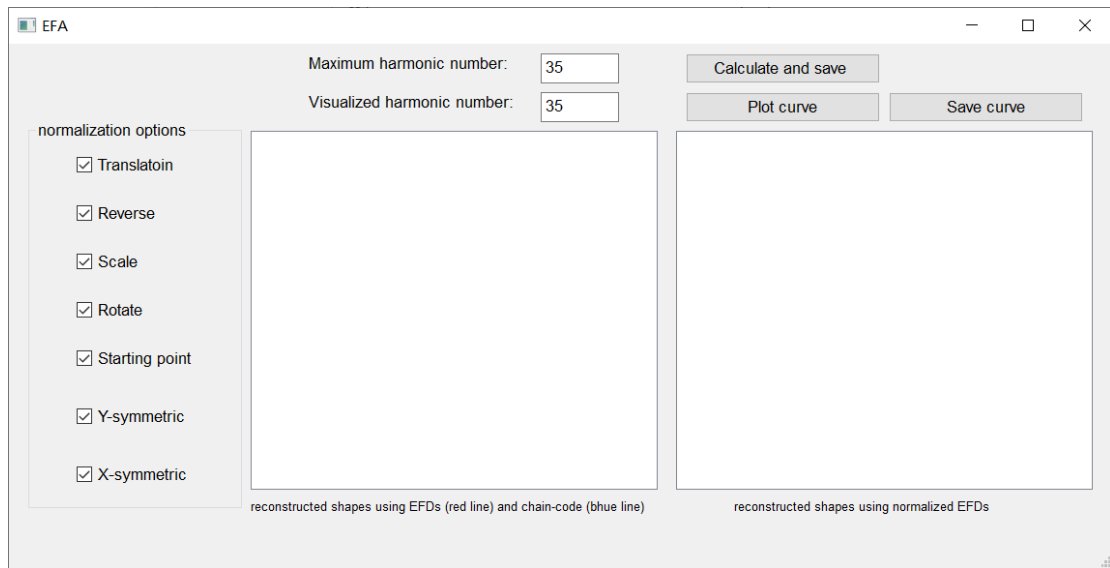 EFA
Maximum harmonic number: 35 Calculate and save
Visualized harmonic number: 35 Plot curve Save curve
normalization options
Translatoin
Reverse
Scale
Rotate
Starting point
Y-symmetric
X-symmetric
reconstructed shapes using EFDs (red line) and chain-code (bhue line)
reconstructed shapes using normalized EFDs